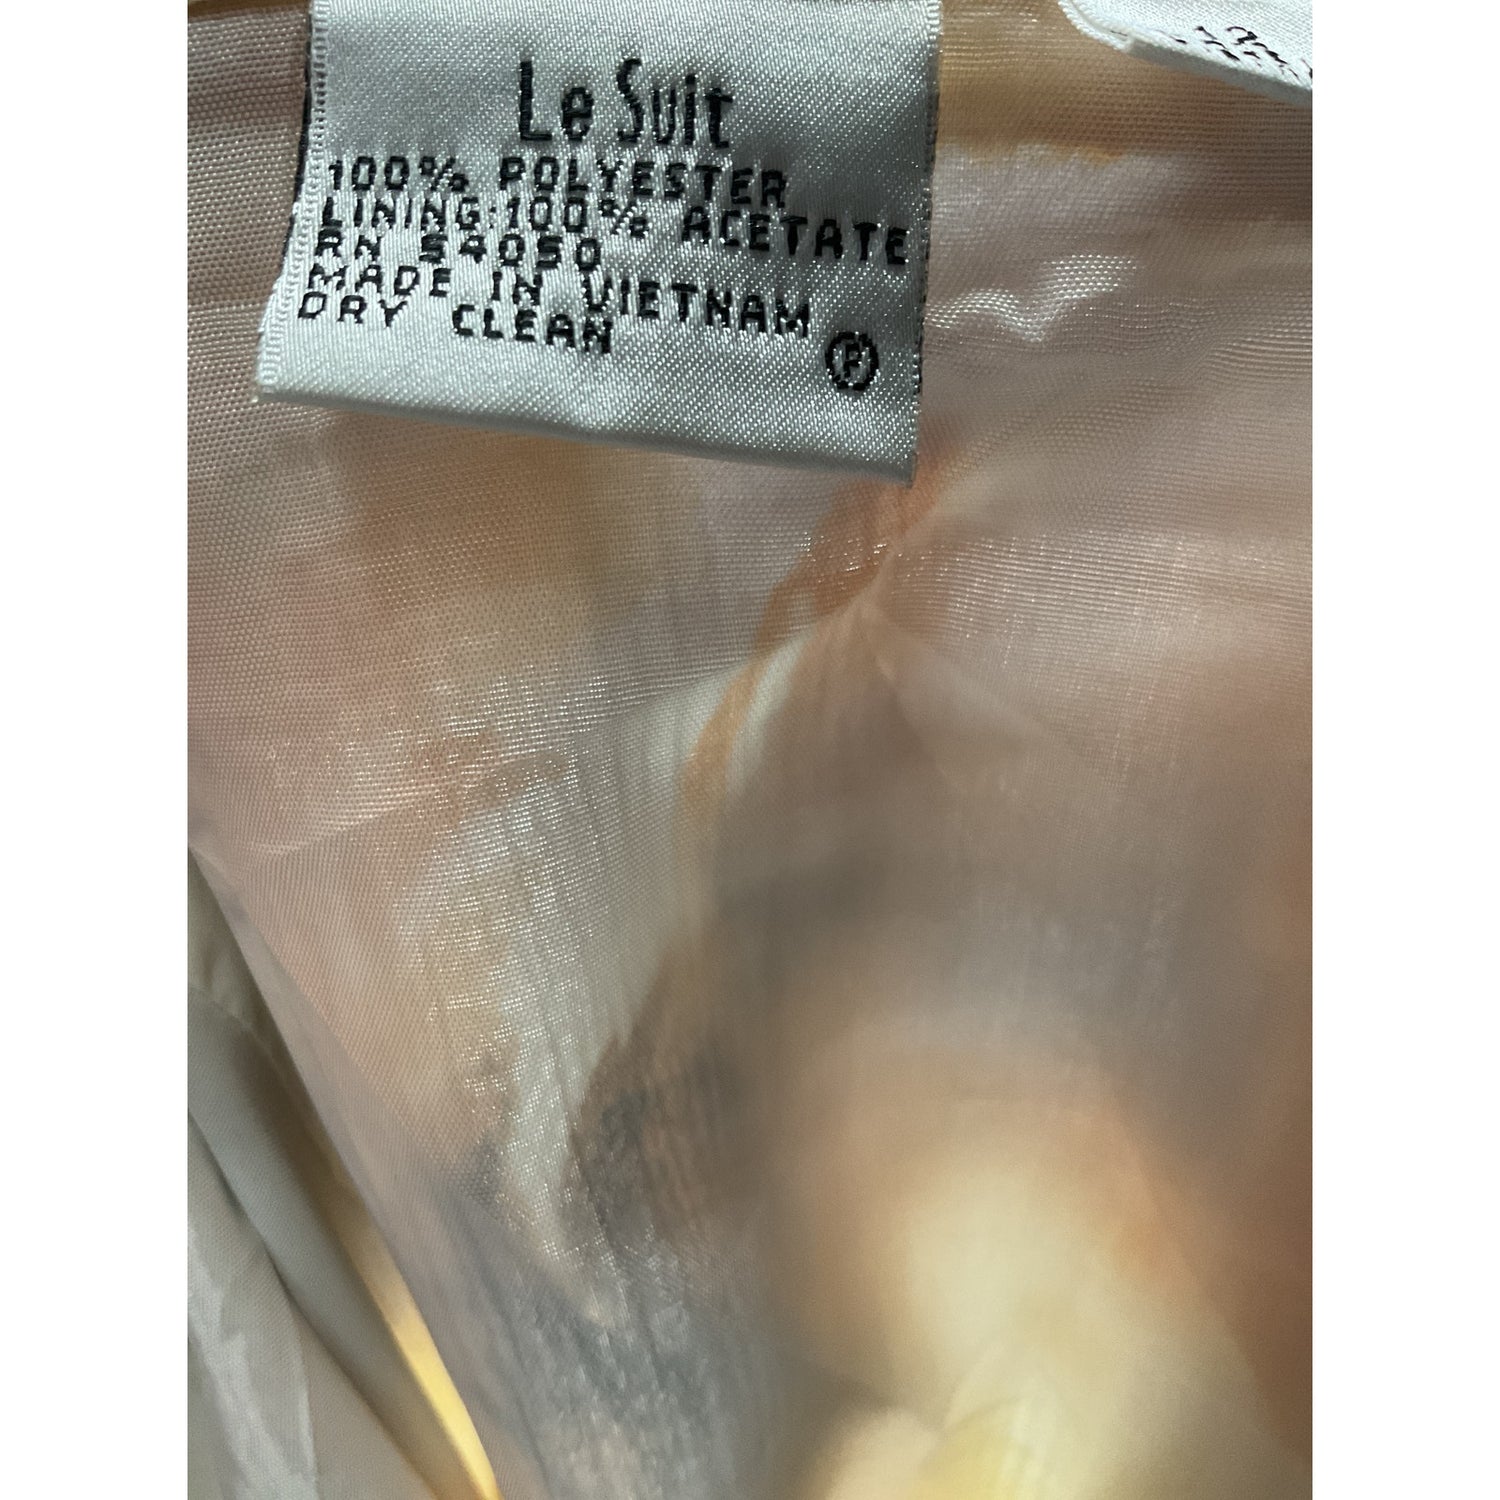 Le Suit
100% POLYESTER
LINING:100% ACETATE
RN 54050
MADE IN VIETNAM
DRY CLEAN
P